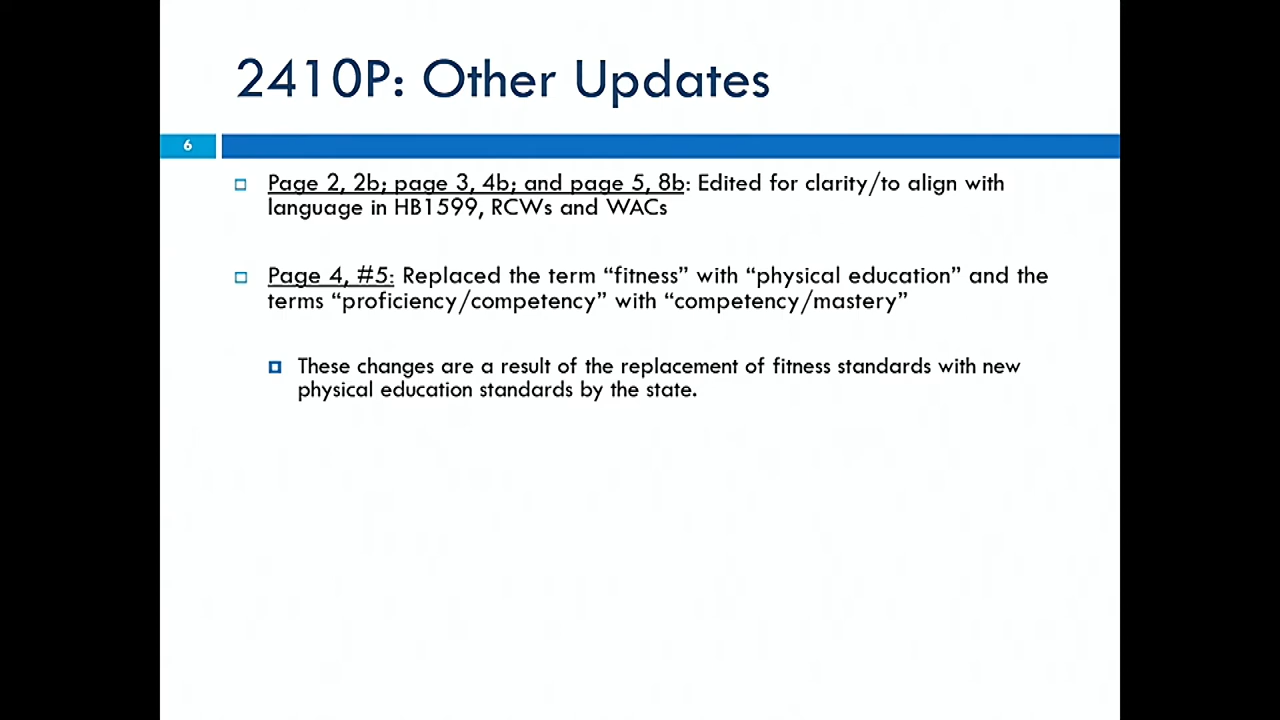 2410P: Other Updates
6
Page 2, 2b; page 3, 4b; and page 5, 8b: Edited for clarity/to align with
language in HB1599, RCWs and WACs
Page 4, #5: Replaced the term “fitness” with “physical education” and the
terms “proficiency/competency” with “competency/mastery”
These changes are a result of the replacement of fitness standards with new
physical education standards by the state.